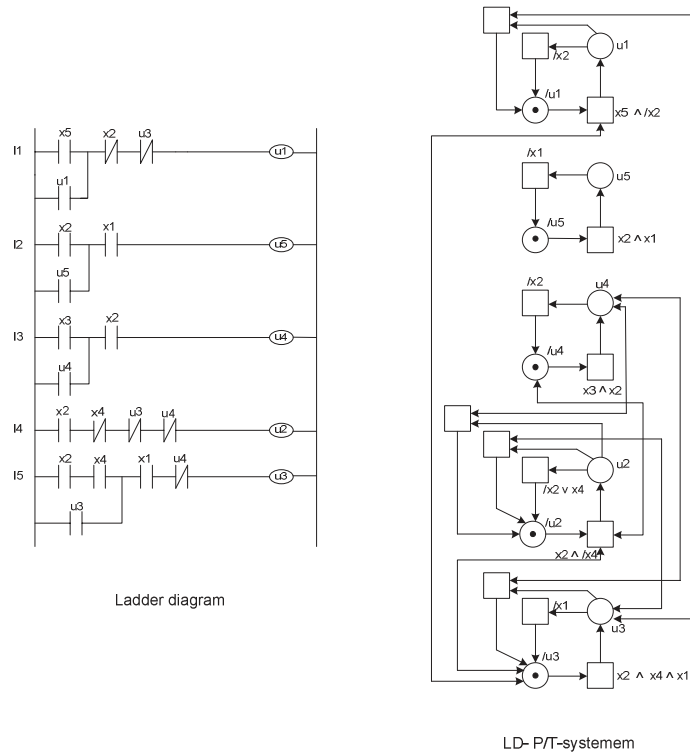 I1
x5 x2 u3 u1
u1
I2
x2 x1 u5
u5
I3
x3 x2 u4
u4
I4
x2 x4 u3 u4 u2
I5
x2 x4 x1 u4 u3
u3
Ladder diagram
u1
/x2
/u1
x5 ^ /x2
/x1
u5
/u5
x2 ^ x1
/x2
u4
/u4
x3 ^ x2
u2
/x2 v x4
/u2
x2 ^ /x4
/x1
u3
/u3
x2 ^ x4 ^ x1
LD- P/T-systemem